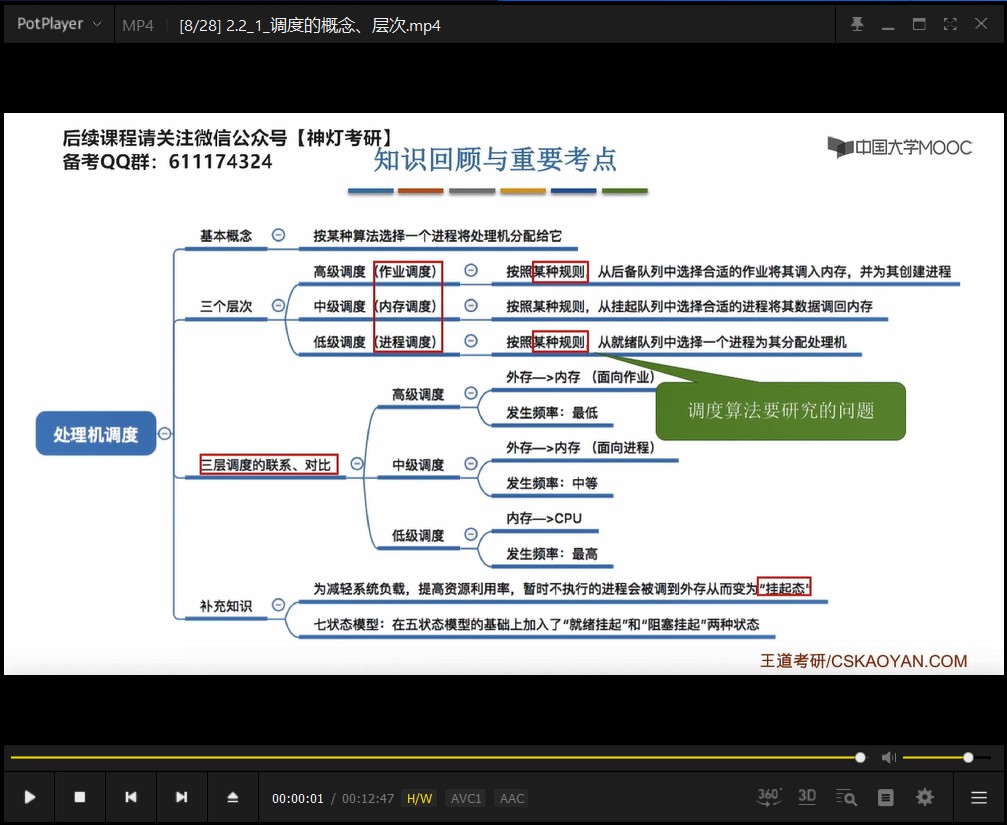 PotPlayer
MP4
[8/28] 2.2_1_调度的概念、层次.mp4
后续课程请关注微信公众号【神灯考研】
备考QQ群：611174324
知识回顾与重要考点
中国大学MOOC
基本概念
按某种算法选择一个进程将处理机分配给它
三个层次
高级调度（作业调度）
按照某种规则，从后备队列中选择合适的作业将其调入内存，并为其创建进程
中级调度（内存调度）
按照某种规则，从挂起队列中选择合适的进程将其数据调回内存
低级调度（进程调度）
按照某种规则，从就绪队列中选择一个进程为其分配处理机
调度算法要研究的问题
处理机调度
三层调度的联系、对比
高级调度
外存—>内存 （面向作业）
发生频率：最低
中级调度
外存—>内存 （面向进程）
发生频率：中等
低级调度
内存—>CPU
发生频率：最高
补充知识
为减轻系统负载，提高资源利用率，暂时不执行的进程会被调到外存从而变为“挂起态”
七状态模型：在五状态模型的基础上加入了“就绪挂起”和“阻塞挂起”两种状态
王道考研/CSKAOYAN.COM
00:00:01 / 00:12:47 H/W AVC1 AAC
360° 3D